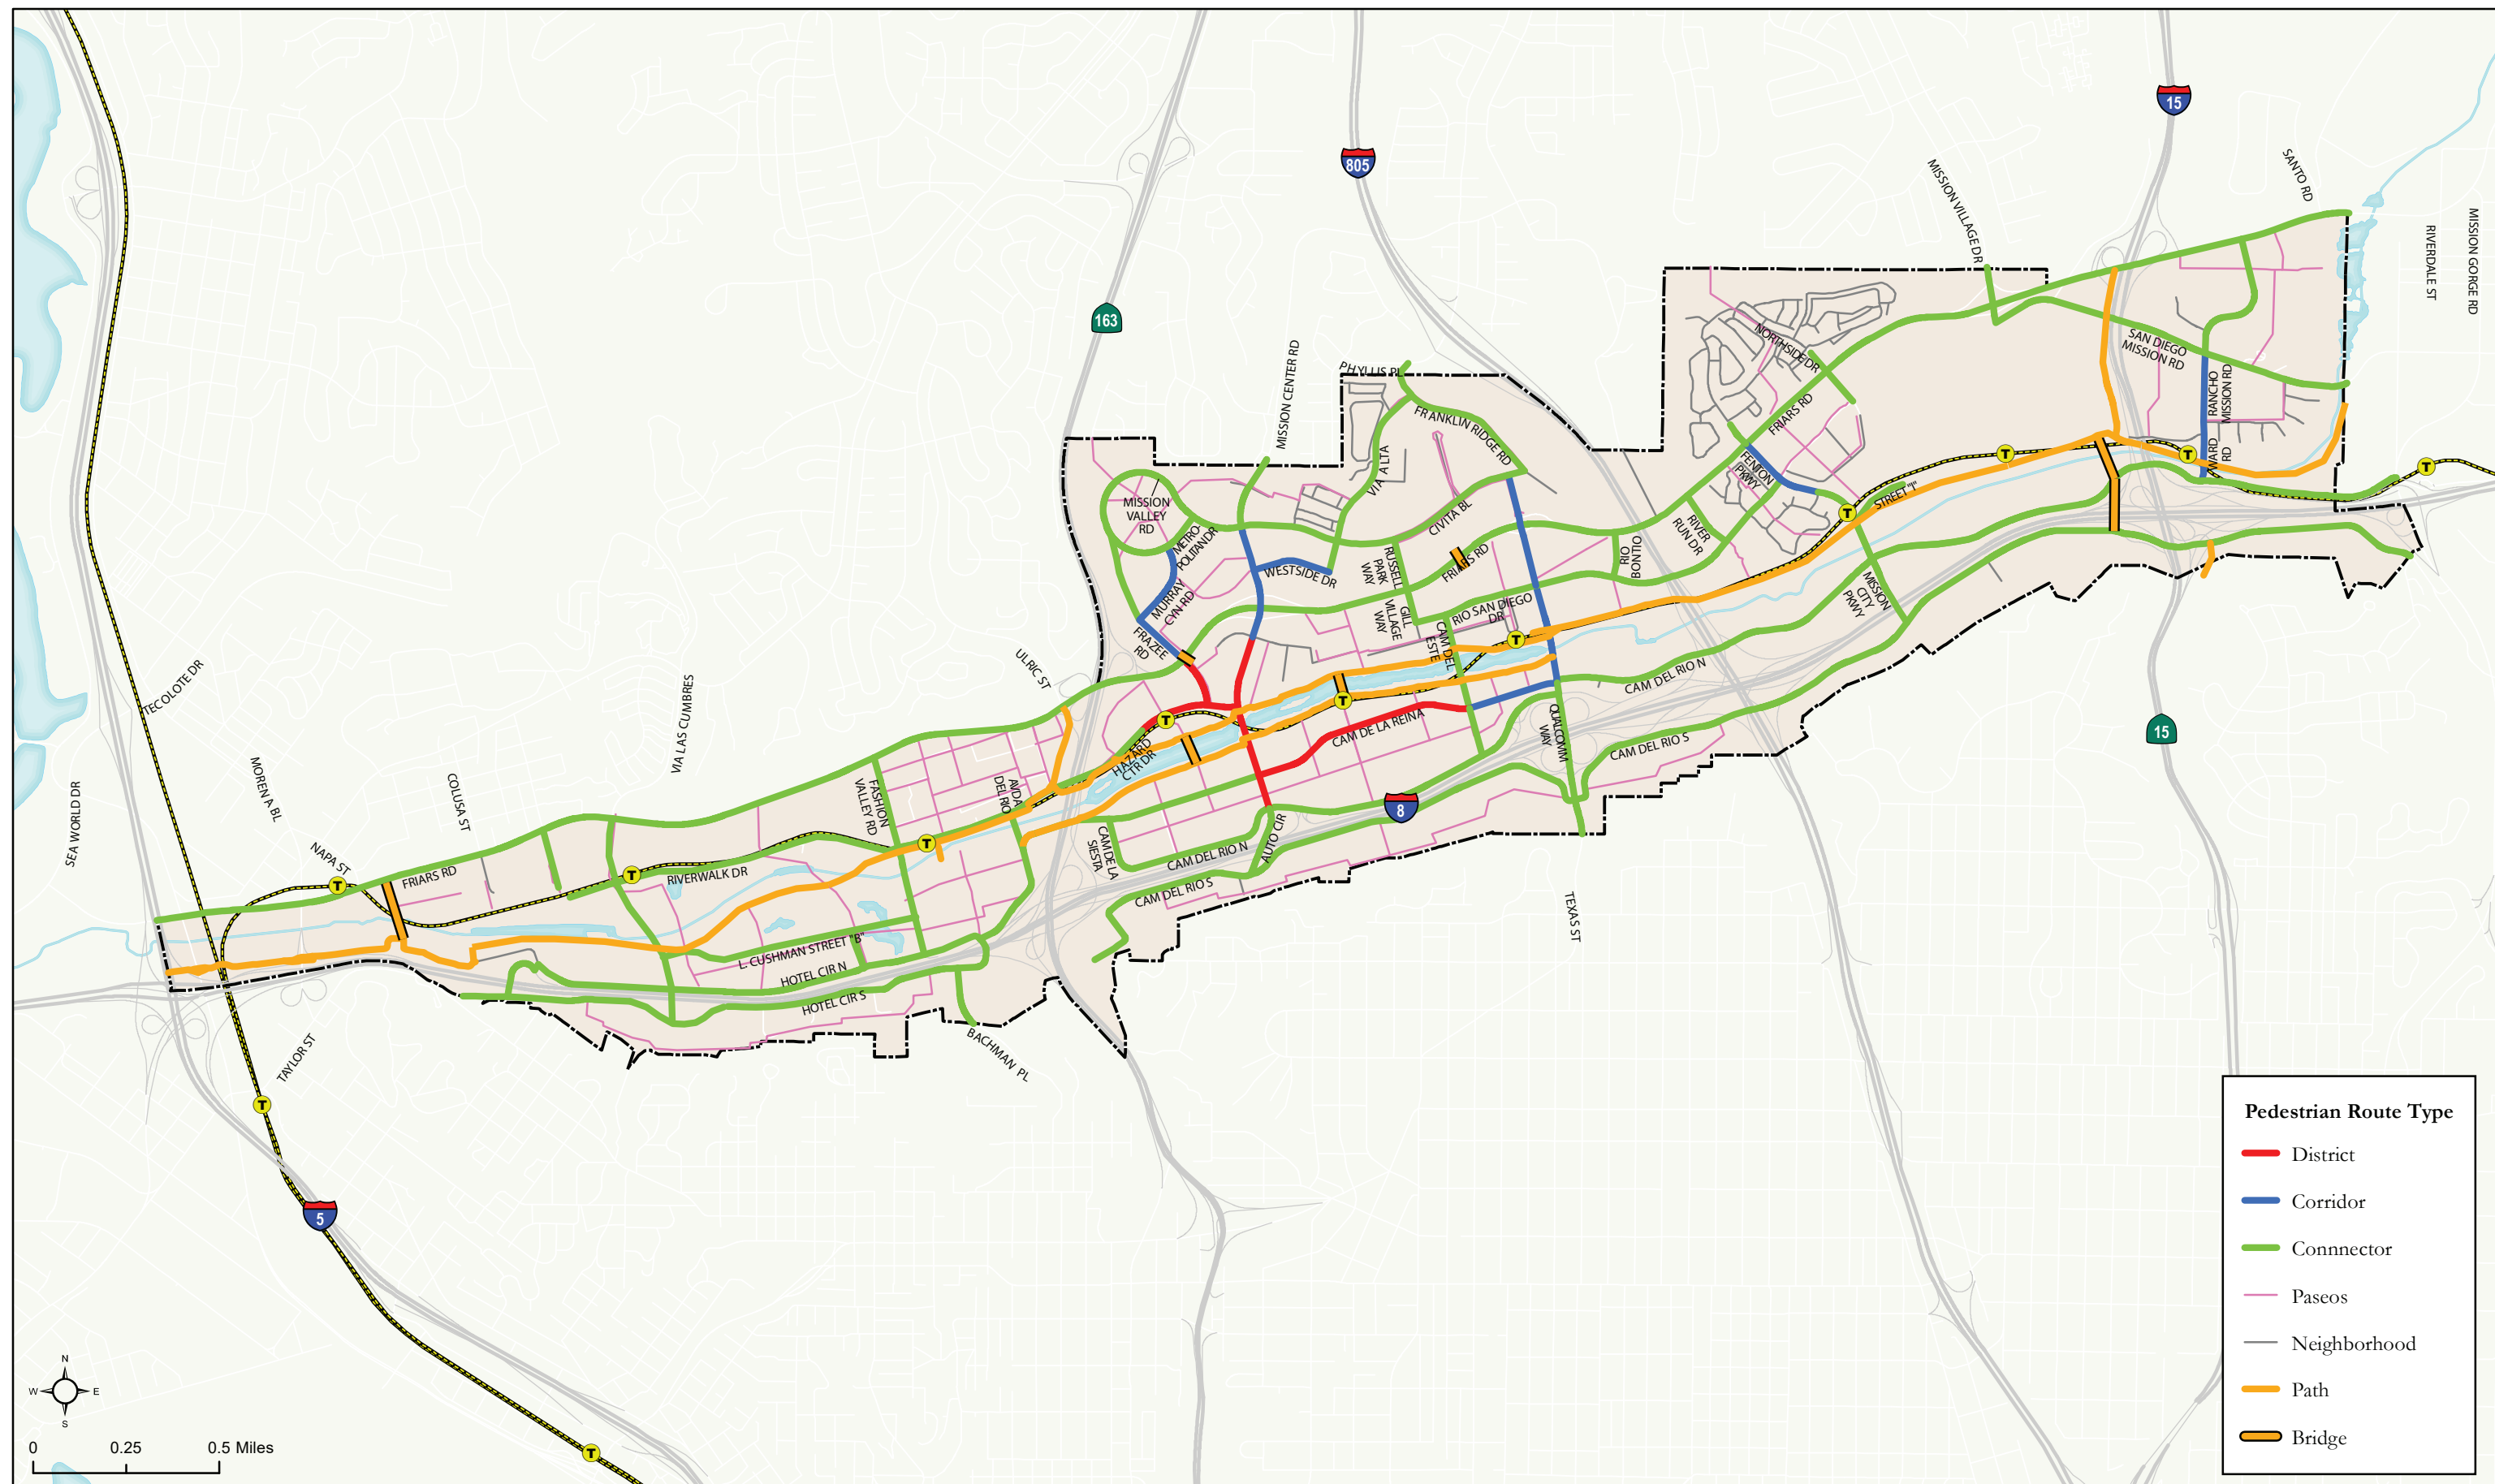 15
805
SANTO RD
MISSION VILLAGE DR
RIVERDALE ST
MISSION GORGE RD
163
MISSION CENTER RD
PHYLLIS PL
NORTHSIDE DR
SAN DIEGO
MISSION RD
FRANKLIN RIDGE RD
FRIARS RD
RANCHO
MISSION RD
VIA ALTA
WARD
RD
FENTON
PKWY
MISSION
VALLEY
RD
CIVITA BL
STREET "I"
METRO
POLITAN DR
RIVER
RUN DR
RIO
BONITO
WESTSIDE DR
RUSSELL
PARK
WAY
FRIARS RD
MURRAY
CYN RD
MISSION
CITY
PKWY
GILL
VILLAGE
WAY
RIO SAN DIEGO
DR
FRAZEE
RD
CAM DEL
ESTE
ULRIC ST
TECOLOTE DR
VIA LAS CUMBRES
CAM DEL RIO N
QUALCOMM
WAY
CAM DE LA REINA
15
CAM DEL RIO S
HAZARD
CTR DR
MORENA BL
COLUSA ST
SEA WORLD DR
FASHION
VALLEY RD
AVDA
DEL RIO
8
AUTO CIR
CAM DE LA
SIESTA
CAM DEL RIO N
NAPA ST
FRIARS RD
RIVERWALK DR
CAM DEL RIO S
TEXAS ST
L. CUSHMAN STREET "B"
HOTEL CIR N
HOTEL CIR S
TAYLOR ST
BACHMAN PL
T
T
T
T
T
T
T
T
T
T
T
T
5
Pedestrian Route Type
District
Corridor
Connnector
Paseos
Neighborhood
Path
Bridge
N
W
E
S
0
0.25
0.5 Miles